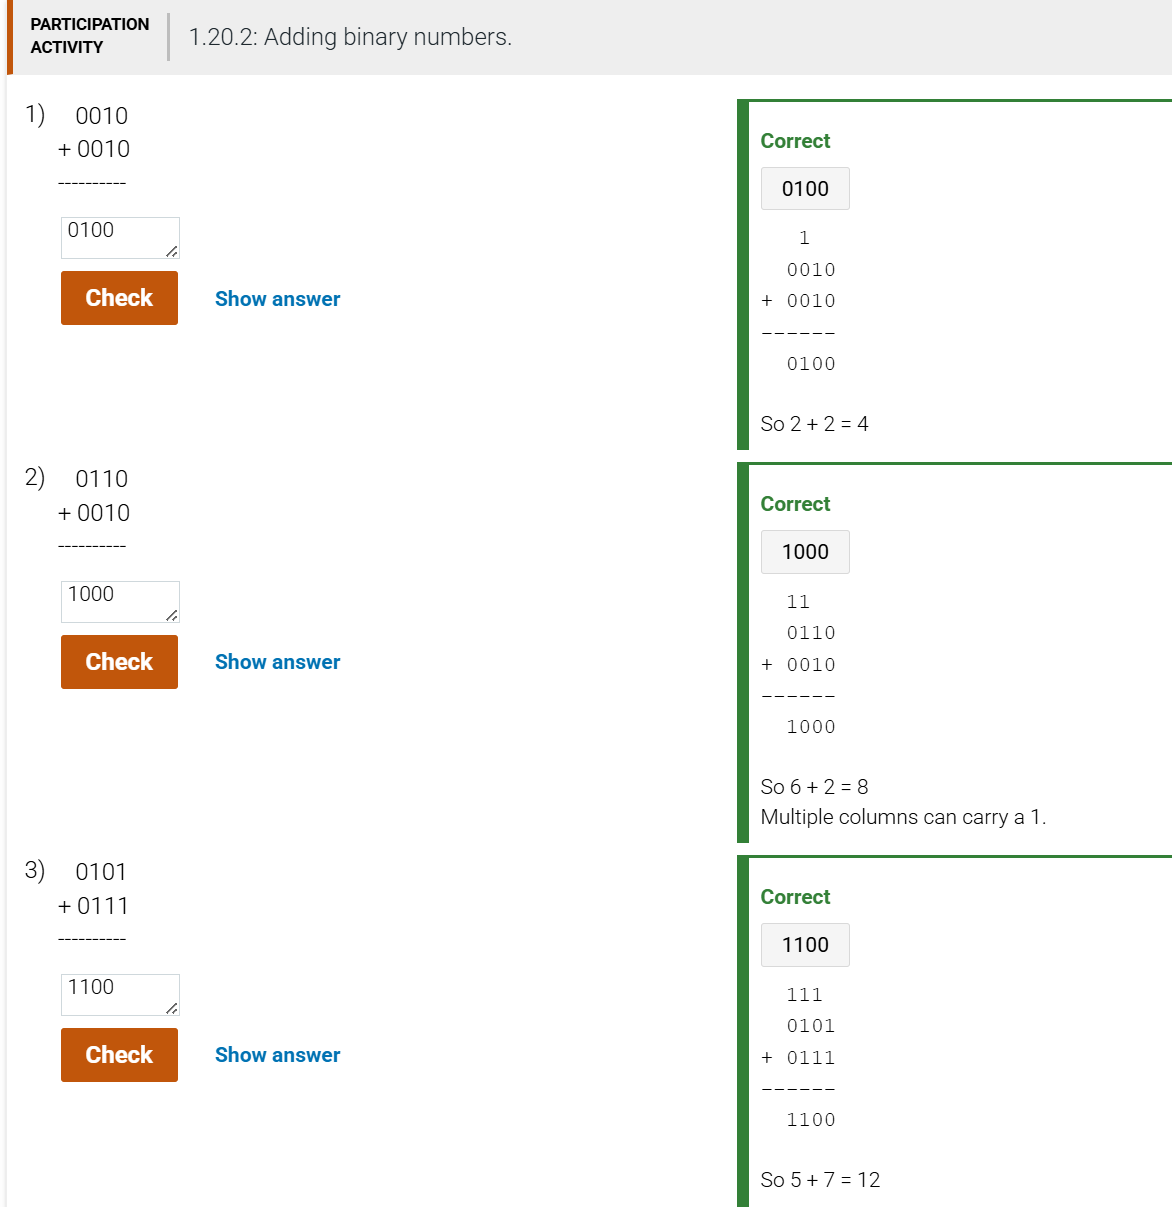 PARTICIPATION
ACTIVITY
1.20.2: Adding binary numbers.
1) 0010
+ 0010
----------
0100
Check
Show answer
Correct
0100
1
0010
+ 0010
------
0100
So 2 + 2 = 4
2) 0110
+ 0010
----------
1000
Check
Show answer
Correct
1000
11
0110
+ 0010
------
1000
So 6 + 2 = 8
Multiple columns can carry a 1.
3) 0101
+ 0111
----------
1100
Check
Show answer
Correct
1100
111
0101
+ 0111
------
1100
So 5 + 7 = 12